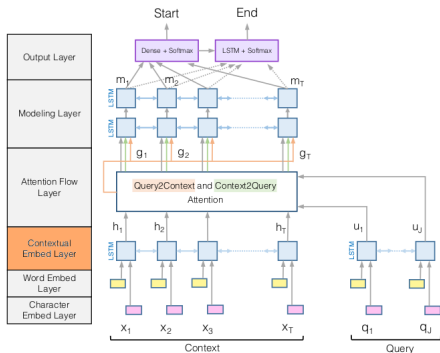 Start End
Output Layer
Dense + Softmax
LSTM + Softmax
m1 m2 mT
Modeling Layer
LSTM
LSTM
g1 g2 gT
Attention Flow
Layer
Query2Context and Context2Query
Attention
h1 h2 hT
u1 uJ
Contextual
Embed Layer
LSTM
LSTM
Word Embed
Layer
Character
Embed Layer
x1 x2 x3 xT
q1 qJ
Context
Query